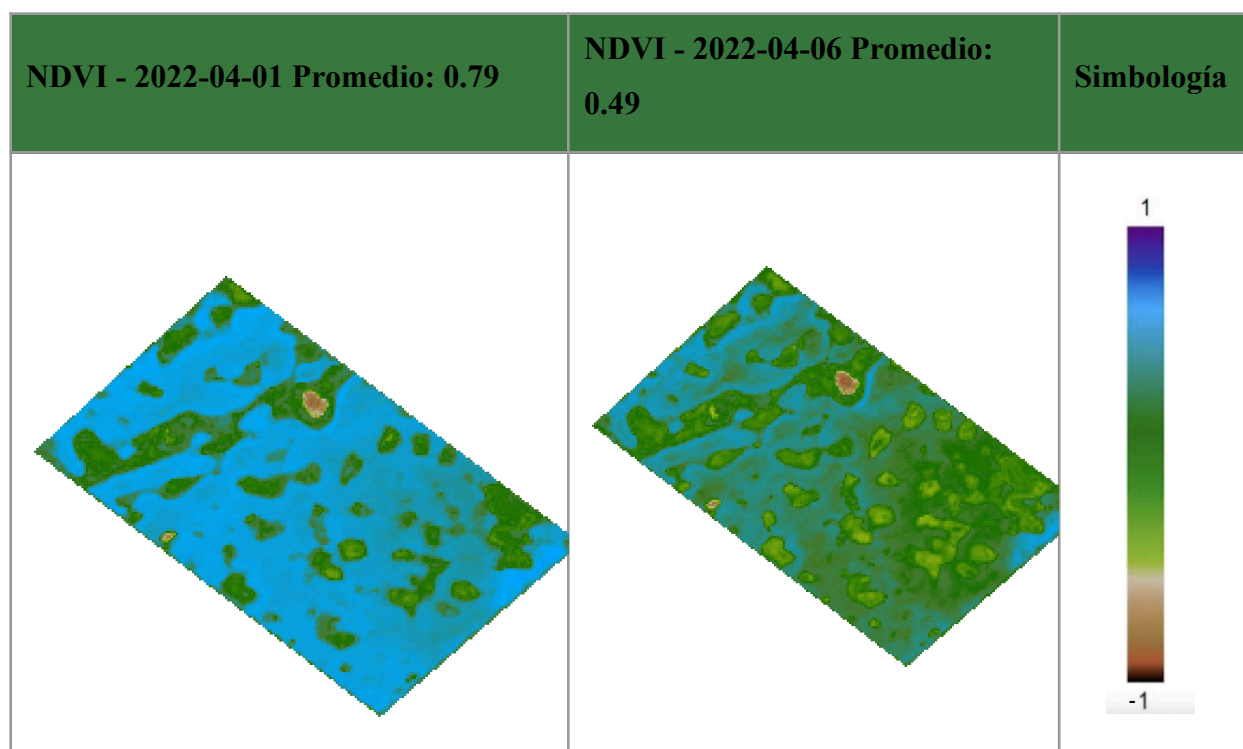 NDVI - 2022-04-01 Promedio: 0.79
NDVI - 2022-04-06 Promedio:
0.49
Simbología
1
-1